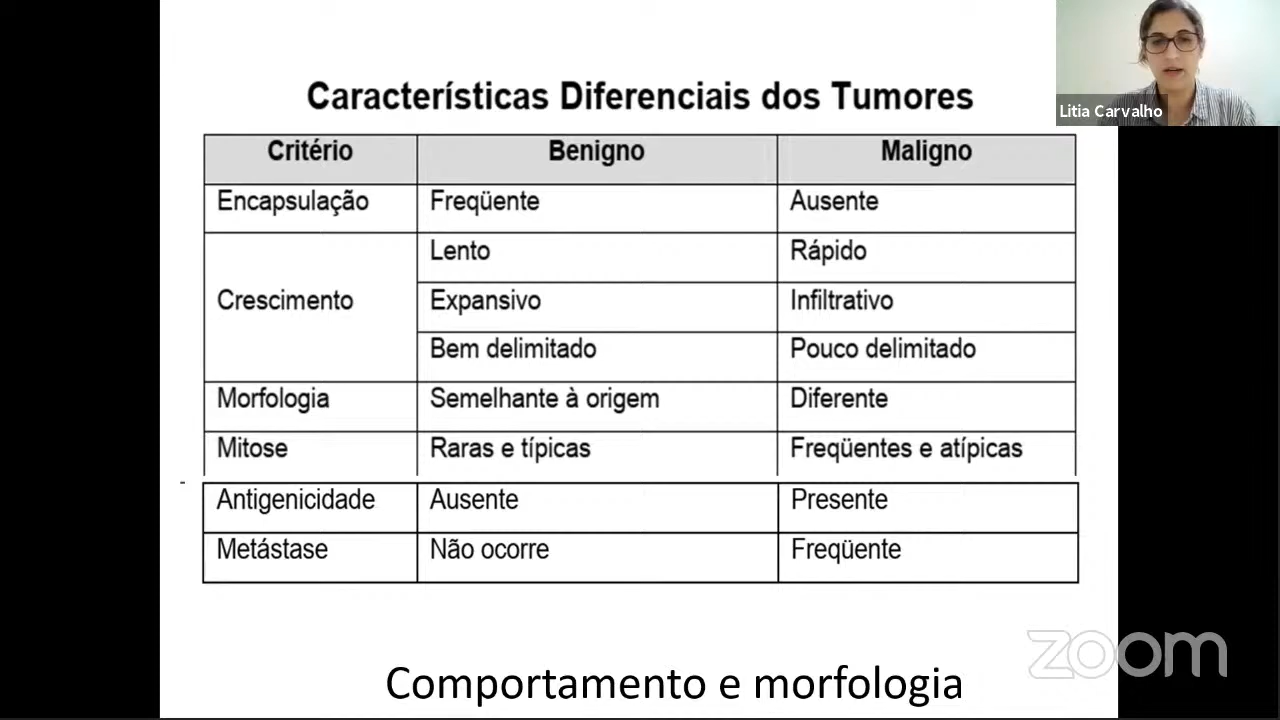 Características Diferenciais dos Tumores
Litia Carvalho
Critério Benigno Maligno
Encapsulação Freqüente Ausente
Lento Rápido
Crescimento Expansivo Infiltrativo
Bem delimitado Pouco delimitado
Morfologia Semelhante à origem Diferente
Mitose Raras e típicas Freqüentes e atípicas
Antigenicidade Ausente Presente
Metástase Não ocorre Freqüente
zoom
Comportamento e morfologia